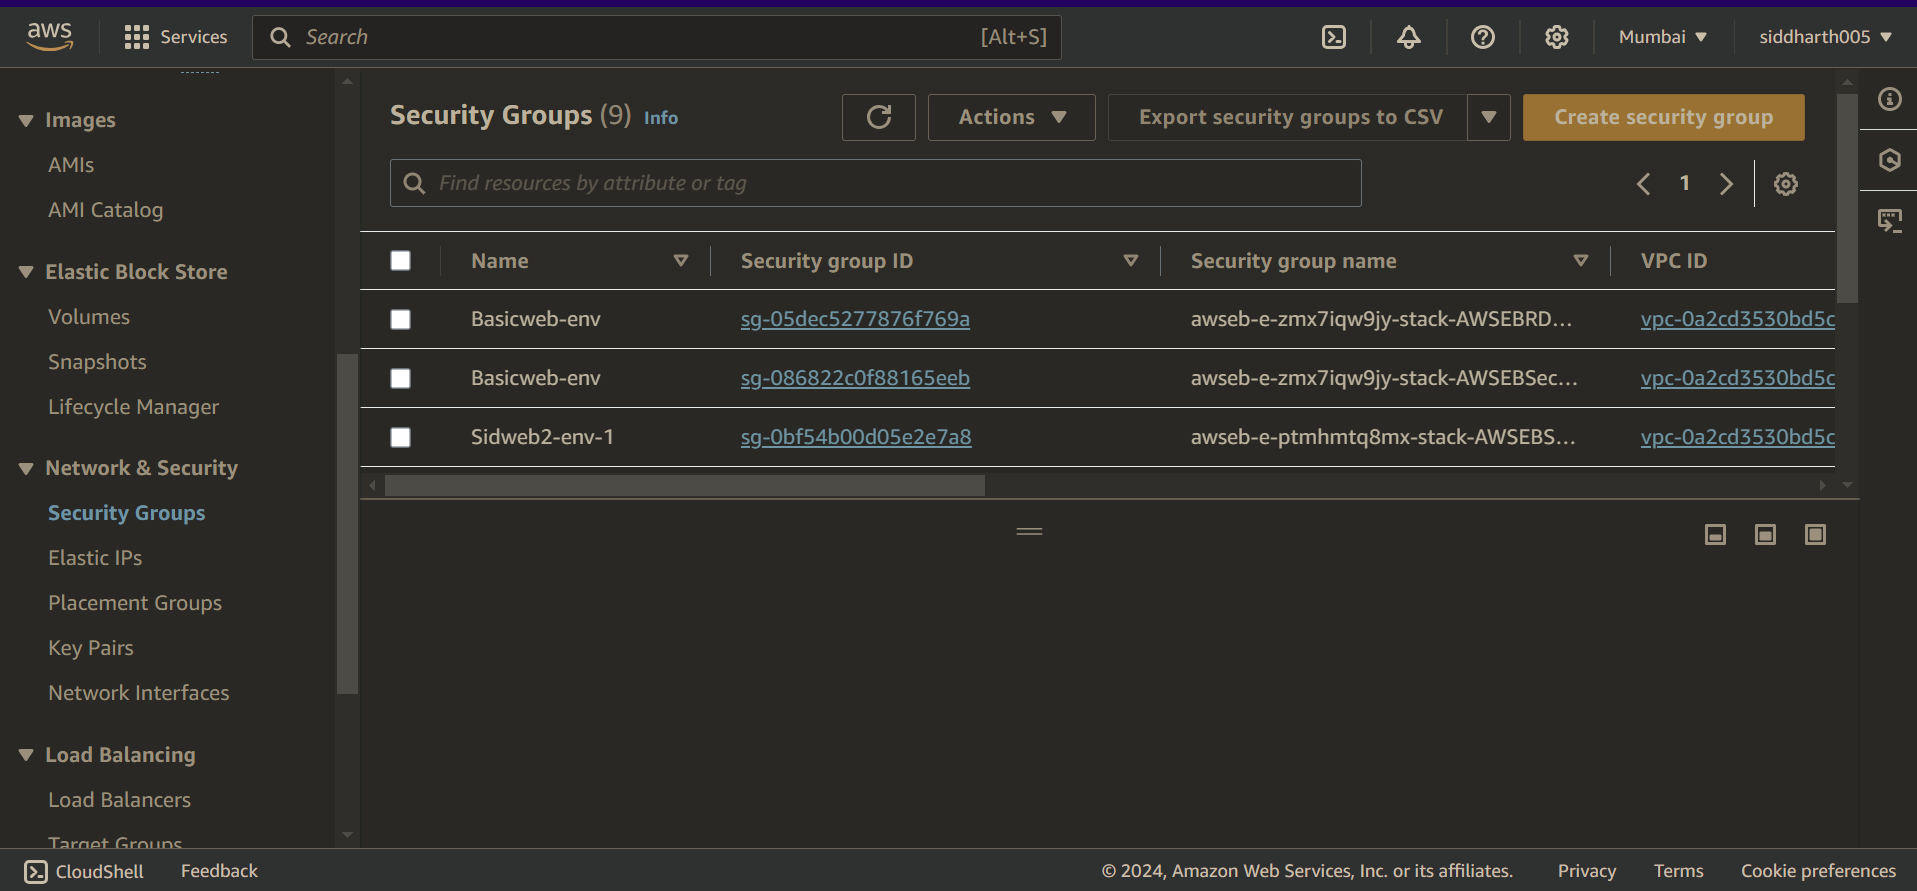 aws
Services
Search
[Alt+S]
Mumbai
siddharth005
Images
AMIs
AMI Catalog
Elastic Block Store
Volumes
Snapshots
Lifecycle Manager
Network & Security
Security Groups
Elastic IPs
Placement Groups
Key Pairs
Network Interfaces
Load Balancing
Load Balancers
Target Groups
Security Groups (9) Info
Actions
Export security groups to CSV
Create security group
Find resources by attribute or tag
1
Name Security group ID Security group name VPC ID
Basicweb-env sg-05dec5277876f769a awseb-e-zmx7iqw9jy-stack-AWSEBRD... vpc-0a2cd3530bd5c
Basicweb-env sg-086822c0f88165eeb awseb-e-zmx7iqw9jy-stack-AWSEBSec... vpc-0a2cd3530bd5c
Sidweb2-env-1 sg-0bf54b00d05e2e7a8 awseb-e-ptmhmtq8mx-stack-AWSEBS... vpc-0a2cd3530bd5c
CloudShell
Feedback
© 2024, Amazon Web Services, Inc. or its affiliates.
Privacy
Terms
Cookie preferences